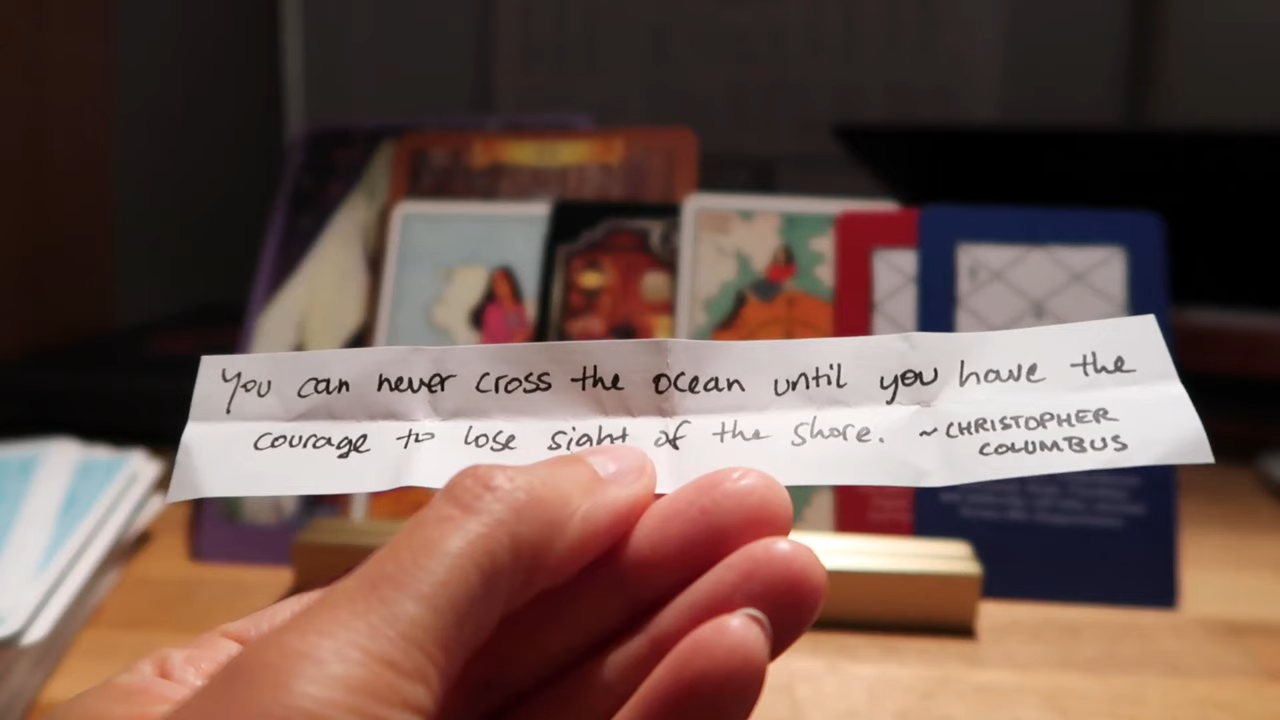 You can never cross the ocean until you have the
courage to lose sight of the shore. ~CHRISTOPHER
COLUMBUS